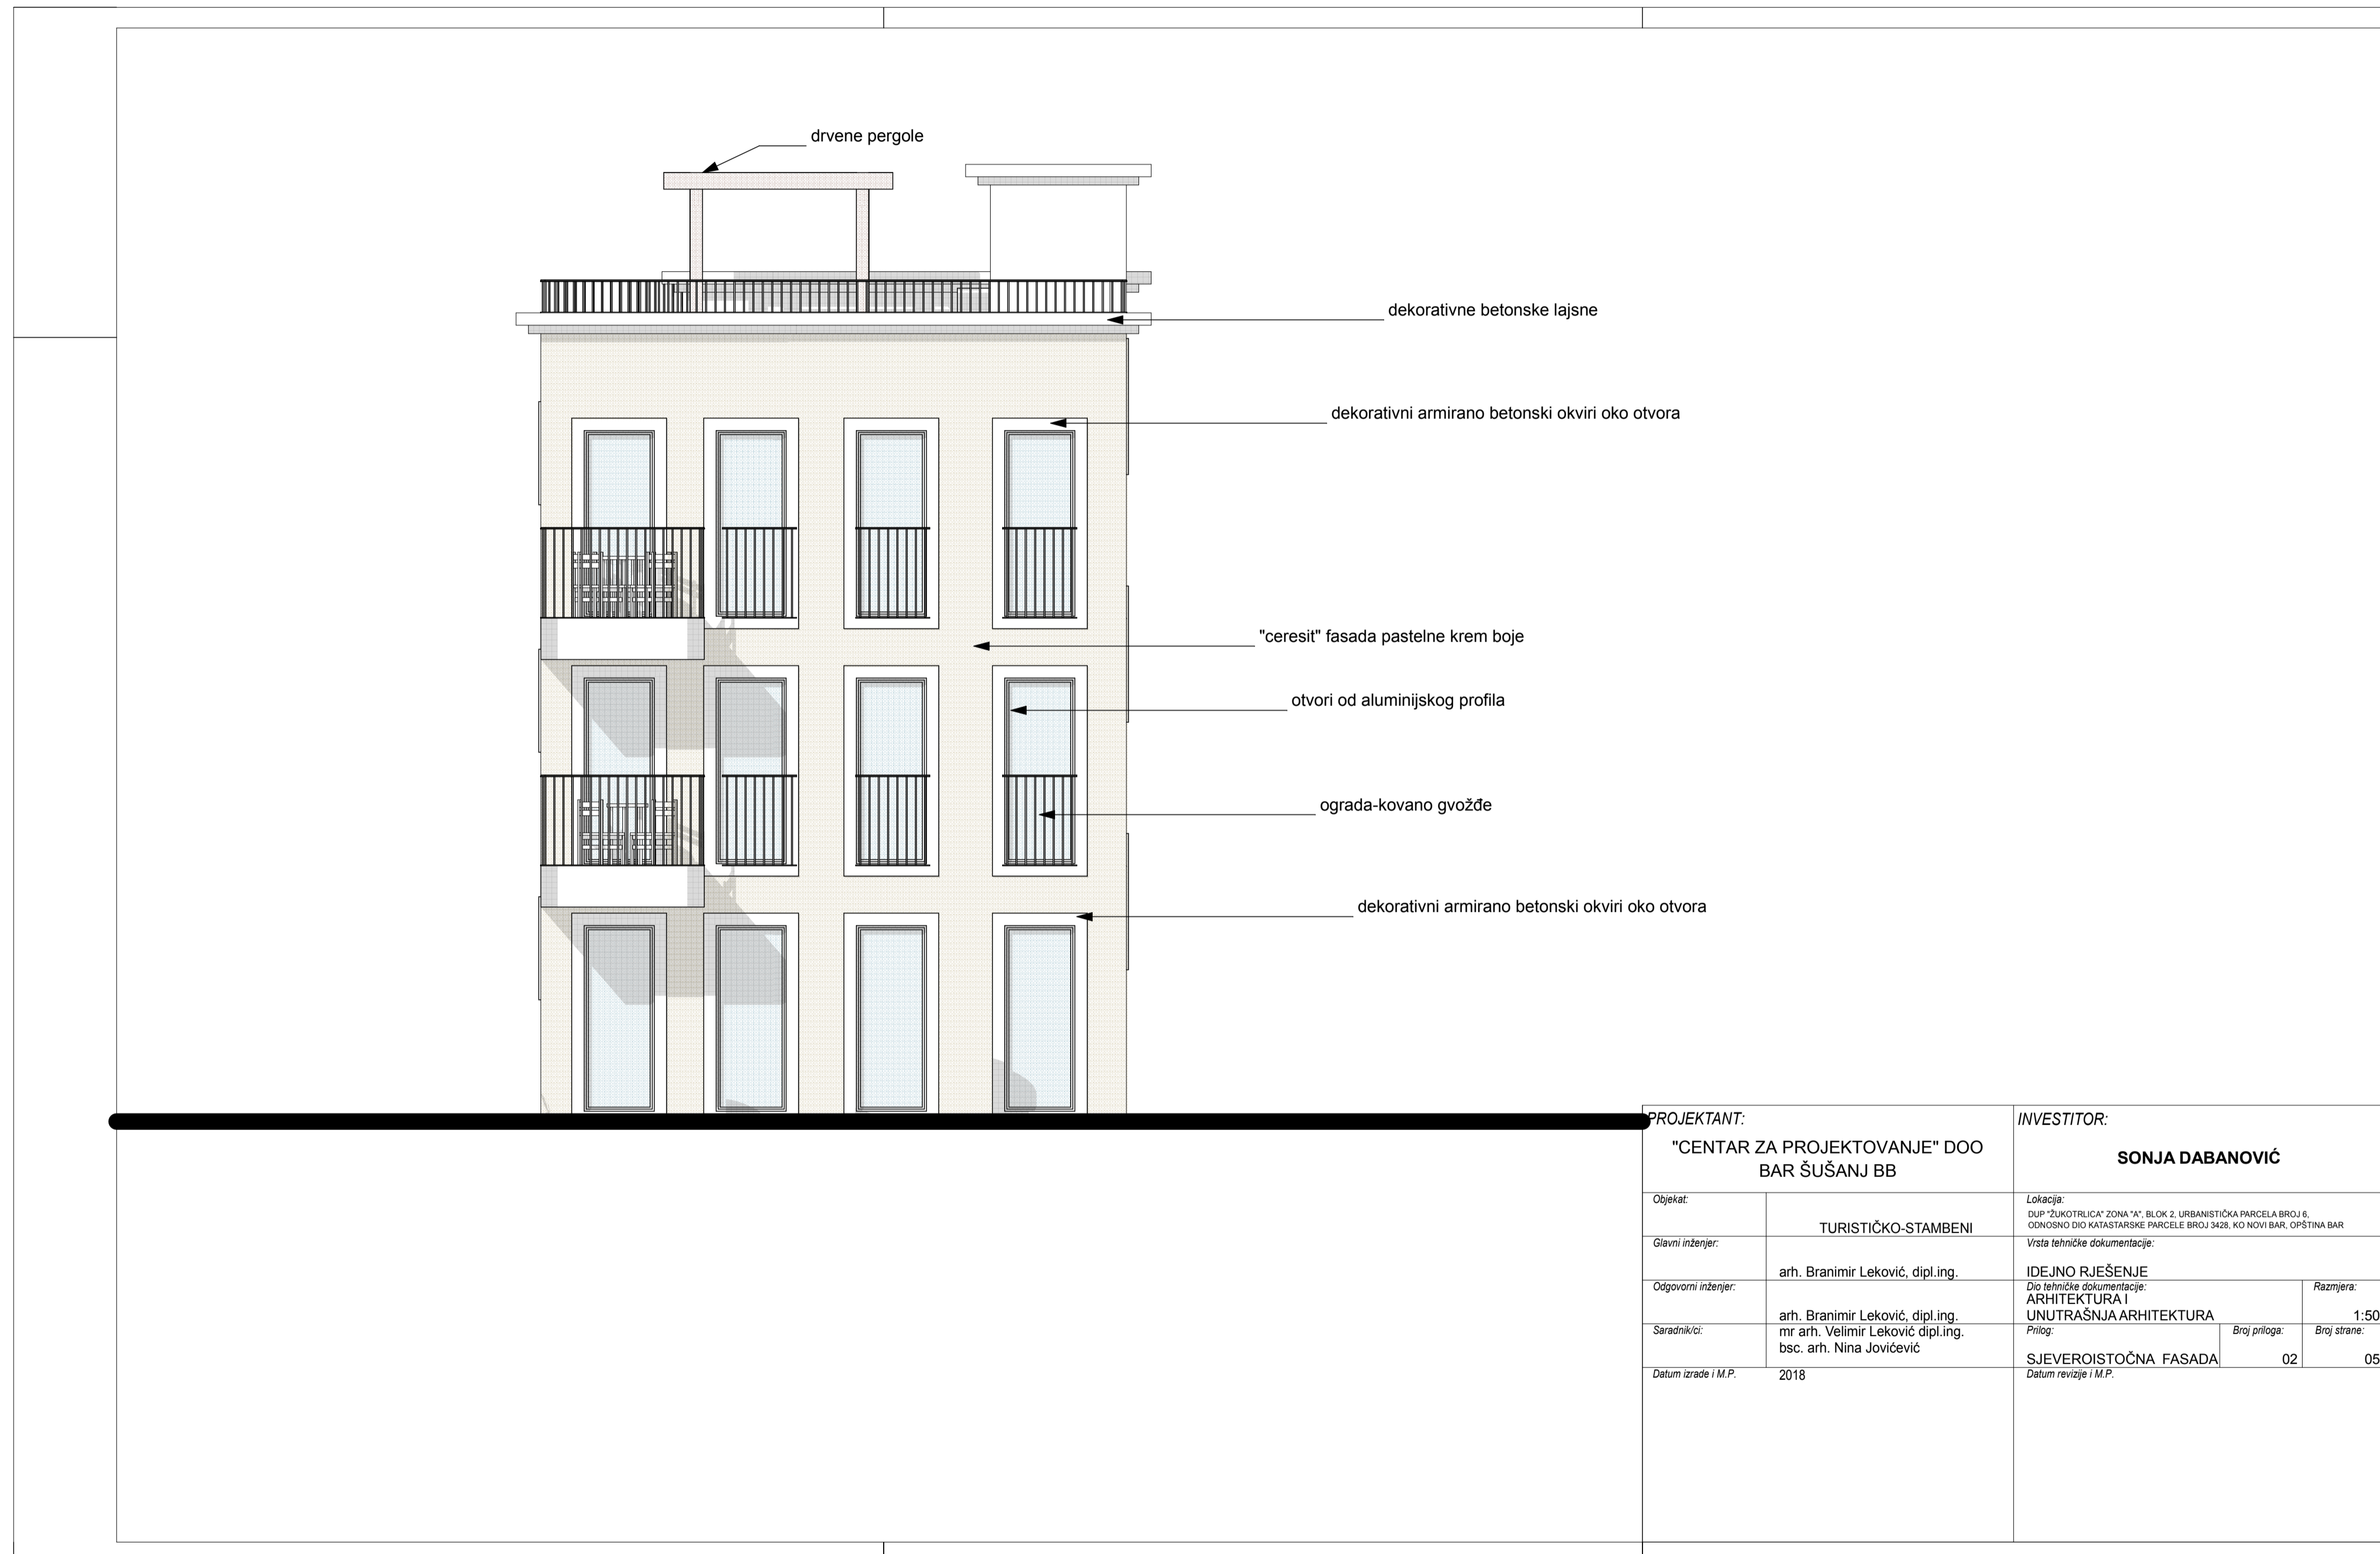 drvene pergole
dekorativne betonske lajsne
dekorativni armirano betonski okviri oko otvora
"ceresit" fasada pastelne krem boje
otvori od aluminijskog profila
ograda-kovano gvožđe
dekorativni armirano betonski okviri oko otvora
PROJEKTANT:
"CENTAR ZA PROJEKTOVANJE" DOO
BAR ŠUŠANJ BB
INVESTITOR:
SONJA DABANOVIĆ
Objekat:
TURISTIČKO-STAMBENI
Lokacija:
DUP "ŽUKOTRLICA" ZONA "A", BLOK 2, URBANISTIČKA PARCELA BROJ 6,
ODNOSNO DIO KATASTARSKE PARCELE BROJ 3428, KO NOVI BAR, OPŠTINA BAR
Glavni inženjer:
arh. Branimir Leković, dipl.ing.
Vrsta tehničke dokumentacije:
IDEJNO RJEŠENJE
Odgovorni inženjer:
arh. Branimir Leković, dipl.ing.
Dio tehničke dokumentacije:
ARHITEKTURA I
UNUTRAŠNJA ARHITEKTURA
Razmjera:
1:50
Saradnik/ci:
mr arh. Velimir Leković dipl.ing.
bsc. arh. Nina Jovićević
Prilog:
SJEVEROISTOČNA FASADA
Broj priloga:
02
Broj strane:
05
Datum izrade i M.P.
2018
Datum revizije i M.P.